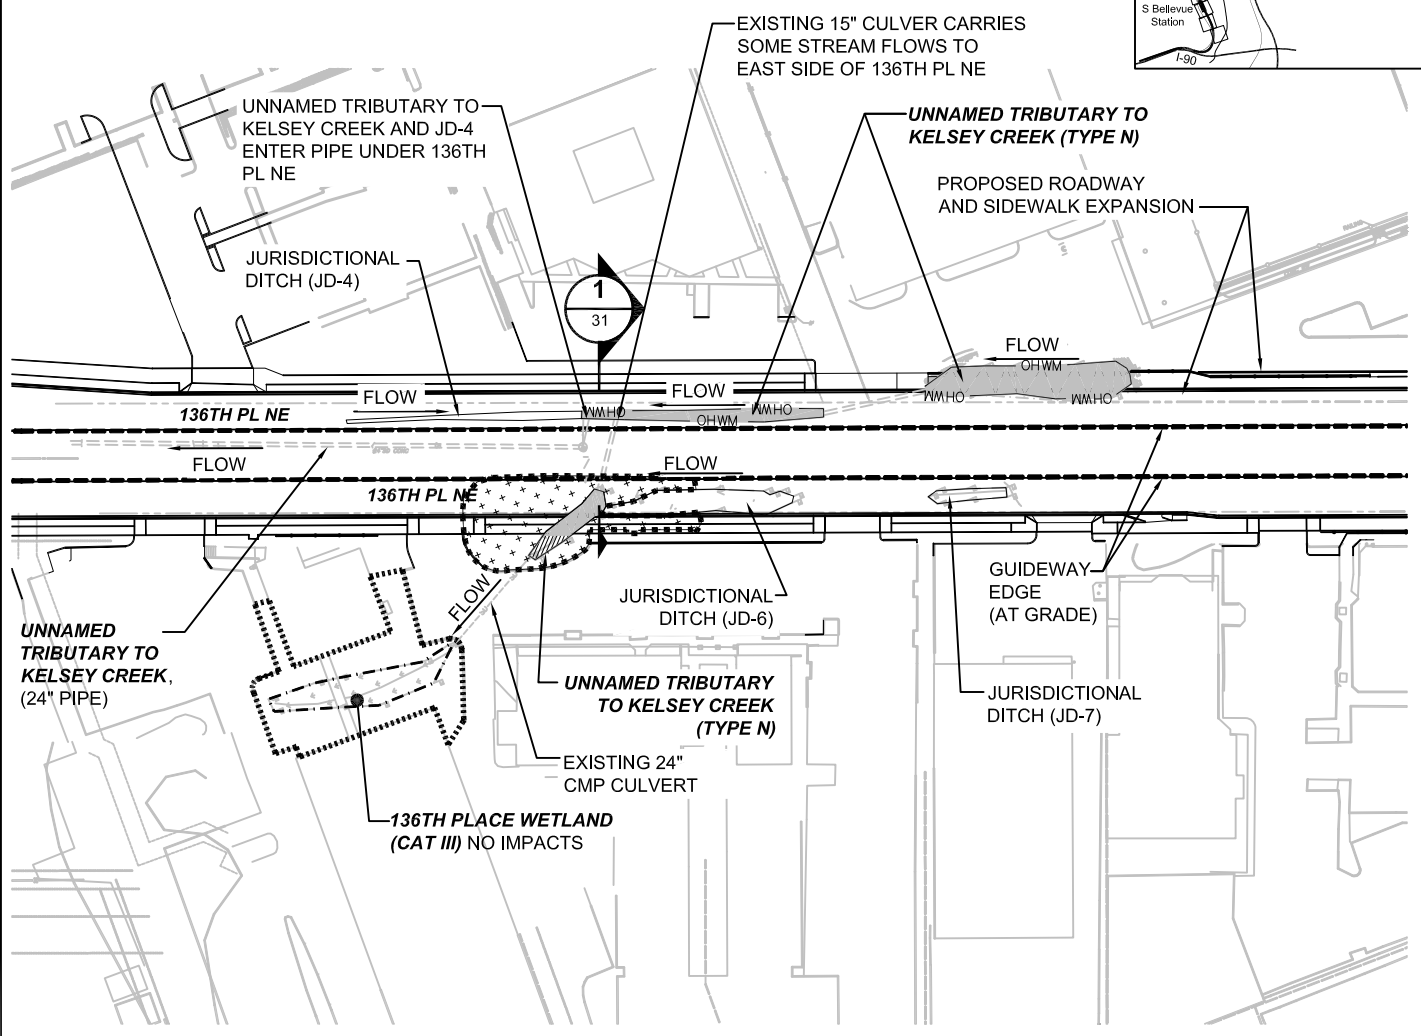 EXISTING 15" CULVER CARRIES
SOME STREAM FLOWS TO
EAST SIDE OF 136TH PL NE
S Bellevue
Station
I-90
UNNAMED TRIBUTARY TO
KELSEY CREEK AND JD-4
ENTER PIPE UNDER 136TH
PL NE
UNNAMED TRIBUTARY TO
KELSEY CREEK (TYPE N)
PROPOSED ROADWAY
AND SIDEWALK EXPANSION
JURISDICTIONAL
DITCH (JD-4)
1
31
FLOW
OHWM
OHWM
OHWM
FLOW
FLOW
136TH PL NE
OHWM
OHWM
OHWM
FLOW
FLOW
136TH PL NE
FLOW
GUIDEWAY
EDGE
(AT GRADE)
JURISDICTIONAL
DITCH (JD-6)
UNNAMED
TRIBUTARY TO
KELSEY CREEK,
(24" PIPE)
UNNAMED TRIBUTARY
TO KELSEY CREEK
(TYPE N)
JURISDICTIONAL
DITCH (JD-7)
EXISTING 24"
CMP CULVERT
136TH PLACE WETLAND
(CAT III) NO IMPACTS